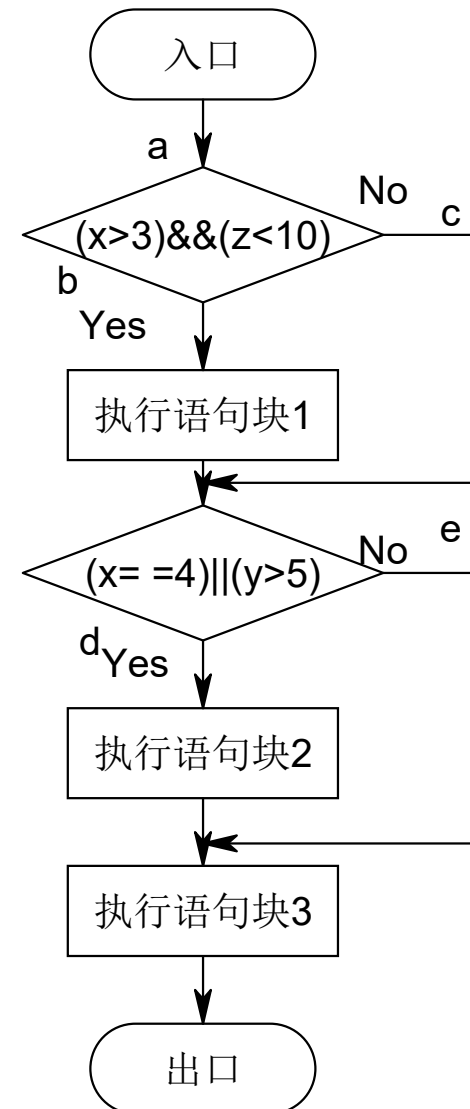 入口
a
(x>3)&&(z<10)
No
c
b
Yes
执行语句块1
(x= =4)||(y>5)
No
e
d
Yes
执行语句块2
执行语句块3
出口